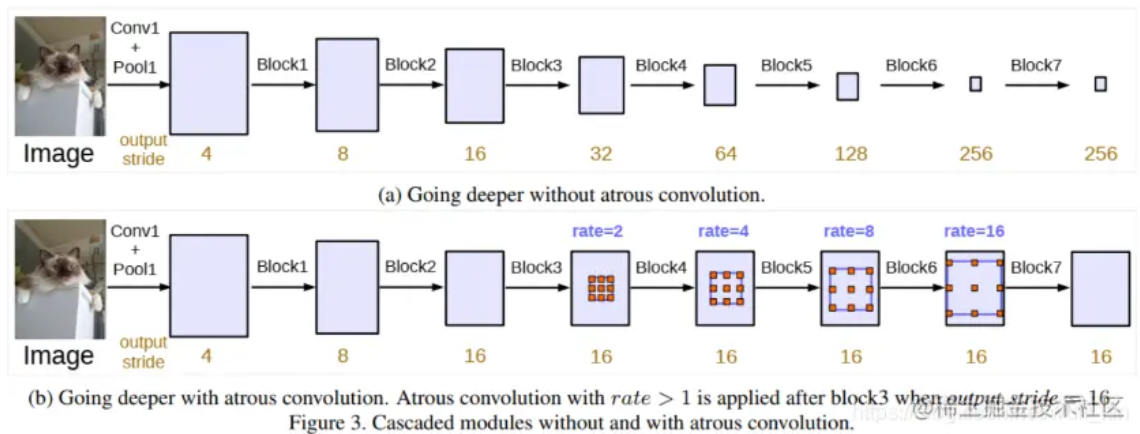 Conv1
+
Pool1
Block1
Block2
Block3
Block4
Block5
Block6
Block7
Image
output
stride
4
8
16
32
64
128
256
256
(a) Going deeper without atrous convolution.
rate=2
rate=4
rate=8
rate=16
Conv1
+
Pool1
Block1
Block2
Block3
Block4
Block5
Block6
Block7
Image
output
stride
4
8
16
16
16
16
16
16
(b) Going deeper with atrous convolution. Atrous convolution with rate > 1 is applied after block3 when output stride = 16.
@稀土掘金技术社区
Figure 3. Cascaded modules without and with atrous convolution.